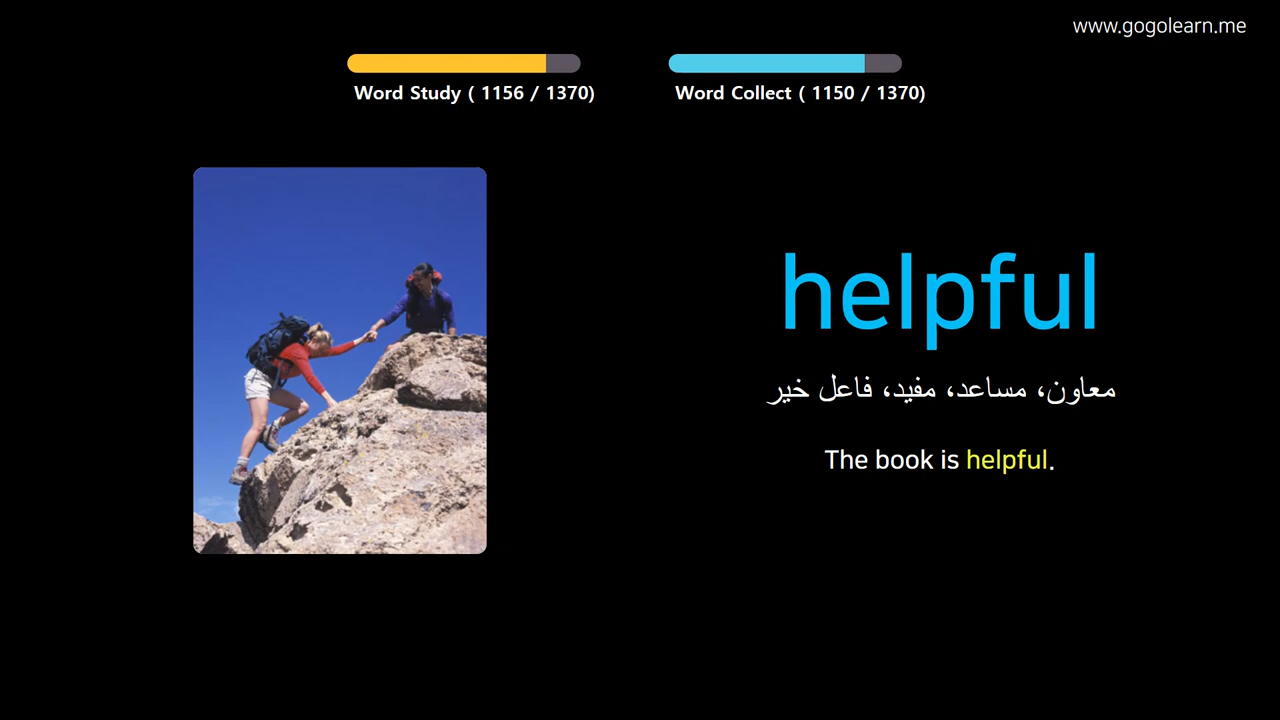 www.gogolearn.me
Word Study ( 1156 / 1370)
Word Collect ( 1150 / 1370)
helpful
معاون، مساعد، مفيد، فاعل خير
The book is helpful.